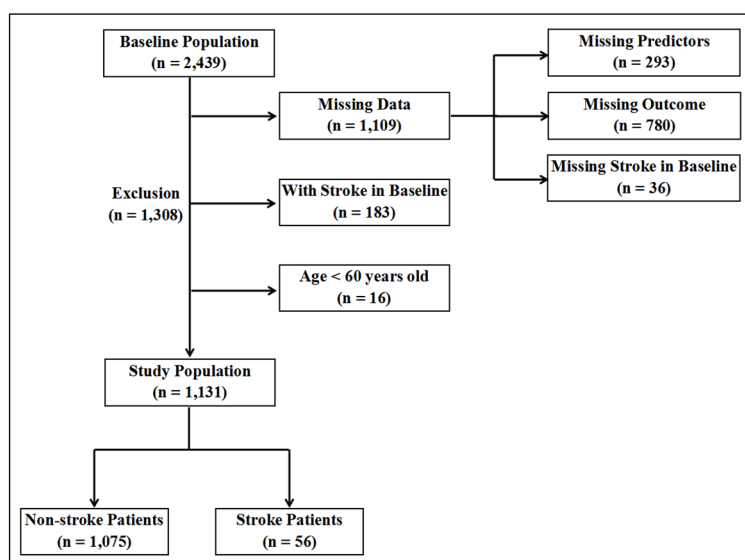 Baseline Population
(n = 2,439)
Missing Predictors
(n = 293)
Missing Data
(n = 1,109)
Missing Outcome
(n = 780)
Missing Stroke in Baseline
(n = 36)
Exclusion
(n = 1,308)
With Stroke in Baseline
(n = 183)
Age < 60 years old
(n = 16)
Study Population
(n = 1,131)
Non-stroke Patients
(n = 1,075)
Stroke Patients
(n = 56)